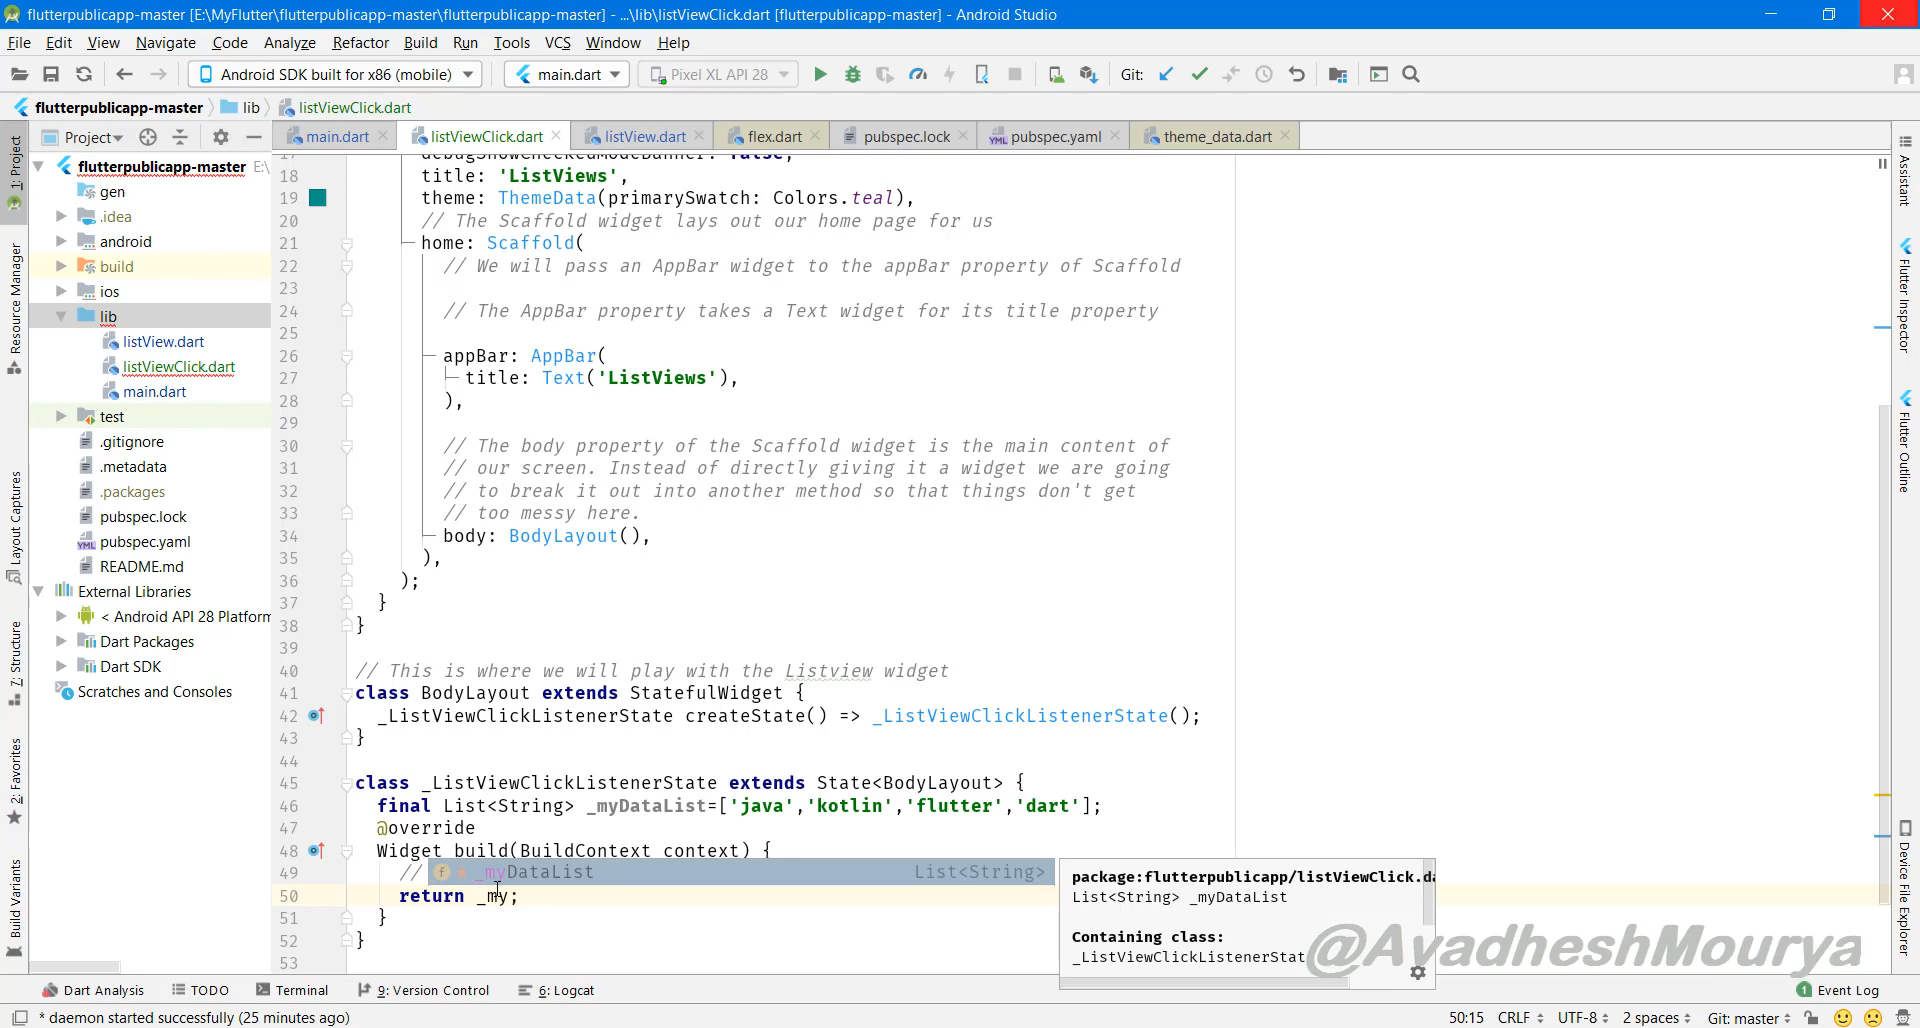 flutterpublicapp-master [E:\MyFlutter\flutterpublicapp-master\flutterpublicapp-master] - ...\lib\listViewClick.dart [flutterpublicapp-master] - Android Studio
File Edit View Navigate Code Analyze Refactor Build Run Tools VCS Window Help
Android SDK built for x86 (mobile) main.dart Pixel XL API 28 Git:
flutterpublicapp-master lib listViewClick.dart
Project main.dart listViewClick.dart listView.dart flex.dart pubspec.lock pubspec.yaml theme_data.dart
1: Project
Resource Manager
Layout Captures
7: Structure
2: Favorites
Build Variants
flutterpublicapp-master E:\
gen
.idea
android
build
ios
lib
listView.dart
listViewClick.dart
main.dart
test
.gitignore
.metadata
.packages
pubspec.lock
pubspec.yaml
README.md
External Libraries
< Android API 28 Platform
Dart Packages
Dart SDK
Scratches and Consoles
17 debugShowCheckedModeBanner: false,
18 title: 'ListViews',
19 theme: ThemeData(primarySwatch: Colors.teal),
20 // The Scaffold widget lays out our home page for us
21 home: Scaffold(
22 // We will pass an AppBar widget to the appBar property of Scaffold
23
24 // The AppBar property takes a Text widget for its title property
25
26 appBar: AppBar(
27 title: Text('ListViews'),
28 ),
29
30 // The body property of the Scaffold widget is the main content of
31 // our screen. Instead of directly giving it a widget we are going
32 // to break it out into another method so that things don't get
33 // too messy here.
34 body: BodyLayout(),
35 ),
36 );
37 }
38 }
39
40 // This is where we will play with the Listview widget
41 class BodyLayout extends StatefulWidget {
42 _ListViewClickListenerState createState() => _ListViewClickListenerState();
43 }
44
45 class _ListViewClickListenerState extends State<BodyLayout> {
46 final List<String> _myDataList=['java','kotlin','flutter','dart'];
47 @override
48 Widget build(BuildContext context) {
49 // f _myDataList List<String>
50 return _my;
51 }
52 }
53
package:flutterpublicapp/listViewClick.da
List<String> _myDataList
Containing class:
_ListViewClickListenerStat
@AvadheshMourya
Assistant
Flutter Inspector
Flutter Outline
Device File Explorer
Dart Analysis TODO Terminal 9: Version Control 6: Logcat 1 Event Log
* daemon started successfully (25 minutes ago) 50:15 CRLF UTF-8 2 spaces Git: master